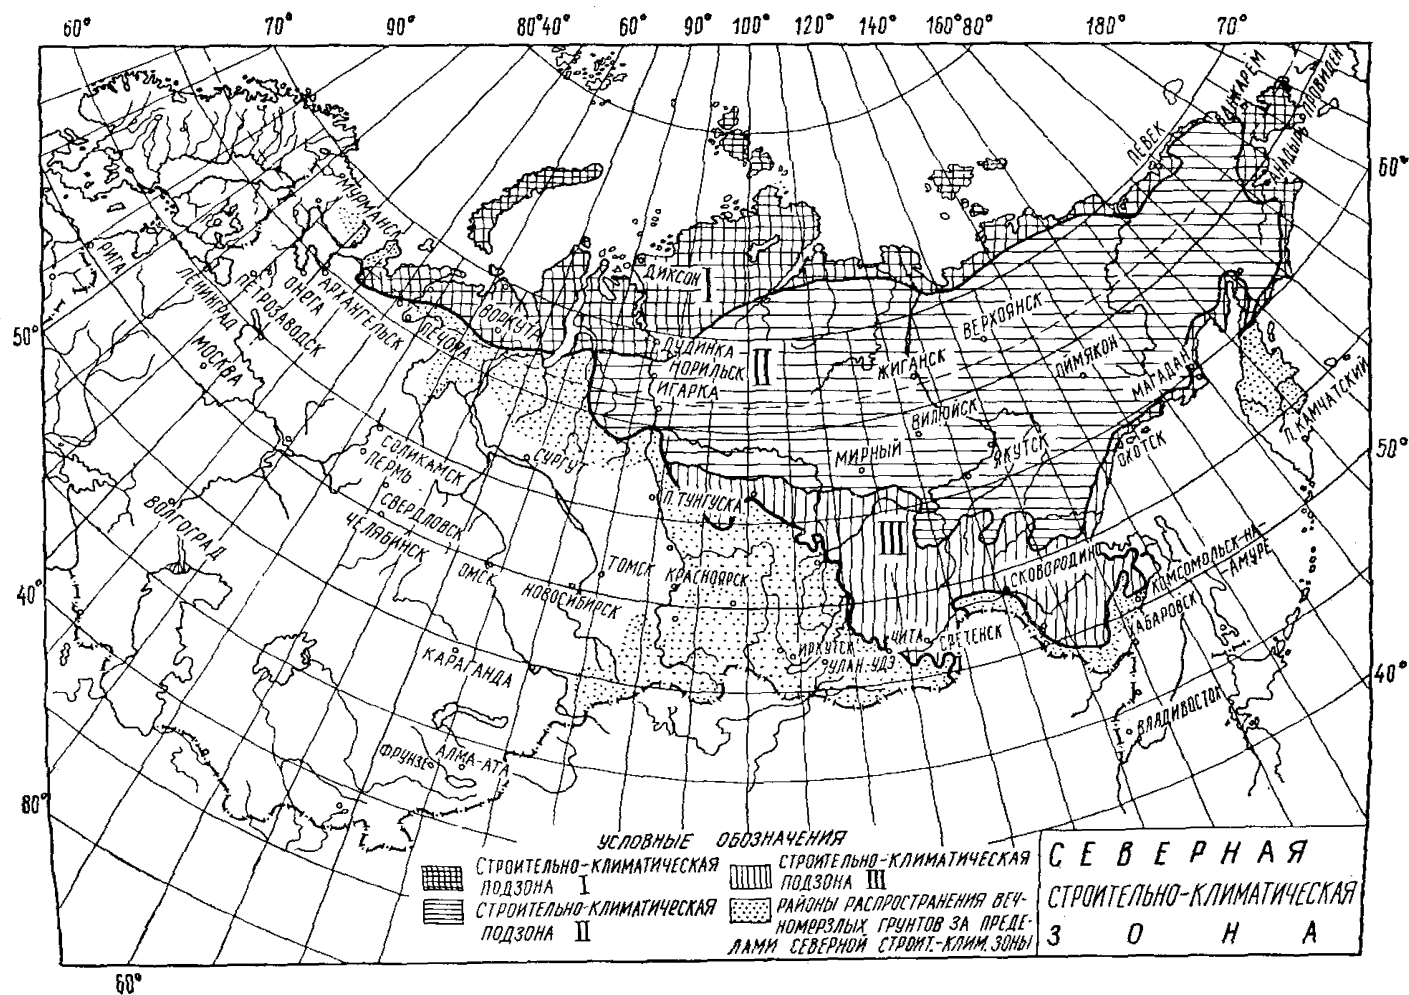 60° 70° 90° 80° 40° 60° 80° 90° 100° 120° 140° 160° 80° 180° 70°
ВАНКАРЕМ
ПРОВИДЕН
ПЕВЕК
АНАДЫРЬ
60°
МУРМАНСК
РИГА
ЛЕНИНГРАД
ПЕТРОЗАВОДСК
ОНЕГА
АРХАНГЕЛЬСК
ДИКСОН
I
ВОРКУТА
ПЕЧОРА
ВЕРХОЯНСК
50°
МОСКВА
ДУДИНКА
НОРИЛЬСК
ИГАРКА
II
ЖИГАНСК
ОЙМЯКОН
МАГАДАН
П. КАМЧАТСКИЙ
ВИЛЮЙСК
МИРНЫЙ
ЯКУТСК
ОХОТСК
50°
СОЛИКАМСК
ПЕРМЬ
СВЕРДЛОВСК
ЧЕЛЯБИНСК
СУРГУТ
П. ТУНГУСКА
ВОЛГОГРАД
III
СКОВОРОДИНО
КОМСОМОЛЬСК-НА-
АМУРЕ
40°
ОМСК
НОВОСИБИРСК
ТОМСК
КРАСНОЯРСК
ХАБАРОВСК
ЧИТА
СРЕТЕНСК
ИРКУТСК
УЛАН-УДЭ
КАРАГАНДА
40°
ВЛАДИВОСТОК
ФРУНЗЕ
АЛМА-АТА
80°
УСЛОВНЫЕ ОБОЗНАЧЕНИЯ
СТРОИТЕЛЬНО-КЛИМАТИЧЕСКАЯ
ПОДЗОНА I
СТРОИТЕЛЬНО-КЛИМАТИЧЕСКАЯ
ПОДЗОНА II
СТРОИТЕЛЬНО-КЛИМАТИЧЕСКАЯ
ПОДЗОНА III
РАЙОНЫ РАСПРОСТРАНЕНИЯ ВЕЧ-
НОМЕРЗЛЫХ ГРУНТОВ ЗА ПРЕДЕ-
ЛАМИ СЕВЕРНОЙ СТРОИТ.-КЛИМ. ЗОНЫ
СЕВЕРНАЯ
СТРОИТЕЛЬНО-КЛИМАТИЧЕСКАЯ
ЗОНА
60°